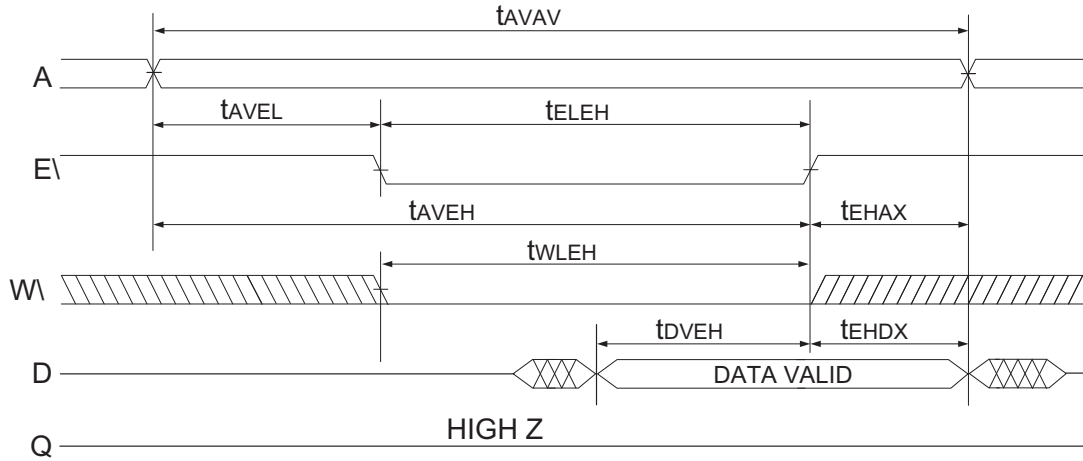 tAVAV
A
tAVEL tELEH
E\
tAVEH tEHAX
tWLEH
W\
tDVEH tEHDX
D DATA VALID
HIGH Z
Q